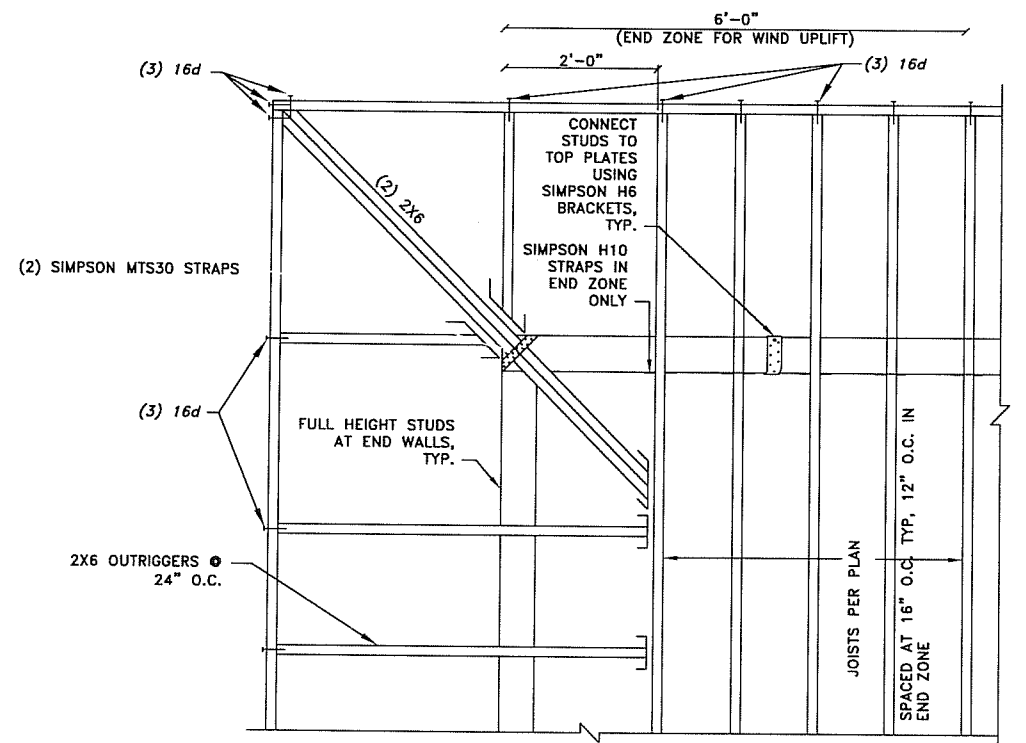 6'-0"
(END ZONE FOR WIND UPLIFT)
2'-0"
(3) 16d
(3) 16d
CONNECT
STUDS TO
TOP PLATES
USING
SIMPSON H6
BRACKETS,
TYP.
(2) 2X6
SIMPSON H10
STRAPS IN
END ZONE
ONLY
(2) SIMPSON MTS30 STRAPS
(3) 16d
FULL HEIGHT STUDS
AT END WALLS,
TYP.
2X6 OUTRIGGERS @
24" O.C.
JOISTS PER PLAN
SPACED AT 16" O.C. TYP, 12" O.C. IN
END ZONE